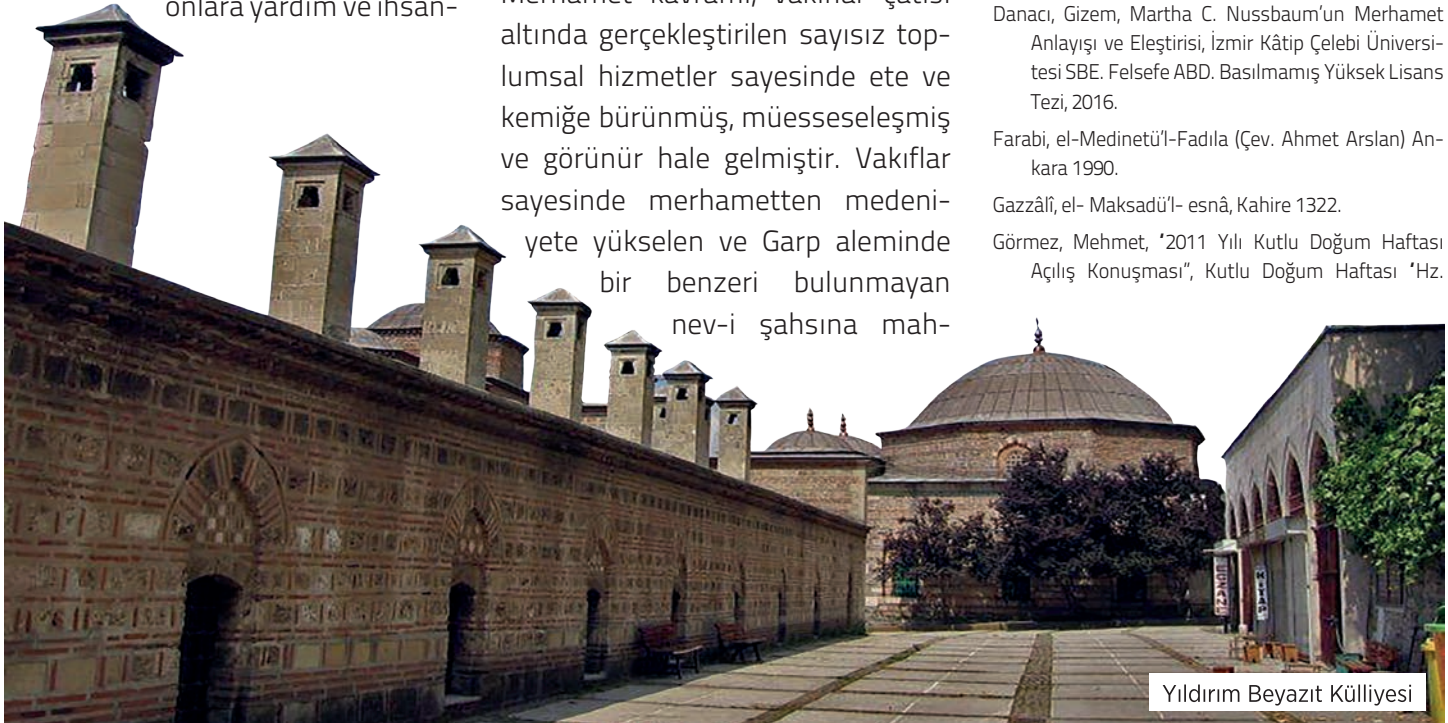 onlara yardım ve ihsan-
Merhamet kavramı, vakıflar çatısı
altında gerçekleştirilen sayısız top-
lumsal hizmetler sayesinde ete ve
kemiğe bürünmüş, müesseseleşmiş
ve görünür hale gelmiştir. Vakıflar
sayesinde merhametten medeni-
yete yükselen ve Garp aleminde
bir benzeri bulunmayan
nev-i şahsına mah-
Danacı, Gizem, Martha C. Nussbaum’un Merhamet
Anlayışı ve Eleştirisi, İzmir Kâtip Çelebi Üniversi-
tesi SBE. Felsefe ABD. Basılmamış Yüksek Lisans
Tezi, 2016.
Farabi, el-Medinetü’l-Fadıla (Çev. Ahmet Arslan) An-
kara 1990.
Gazzâlî, el- Maksadü’l- esnâ, Kahire 1322.
Görmez, Mehmet, ‘2011 Yılı Kutlu Doğum Haftası
Açılış Konuşması”, Kutlu Doğum Haftası ‘Hz.
KİTAP
Yıldırım Beyazıt Külliyesi